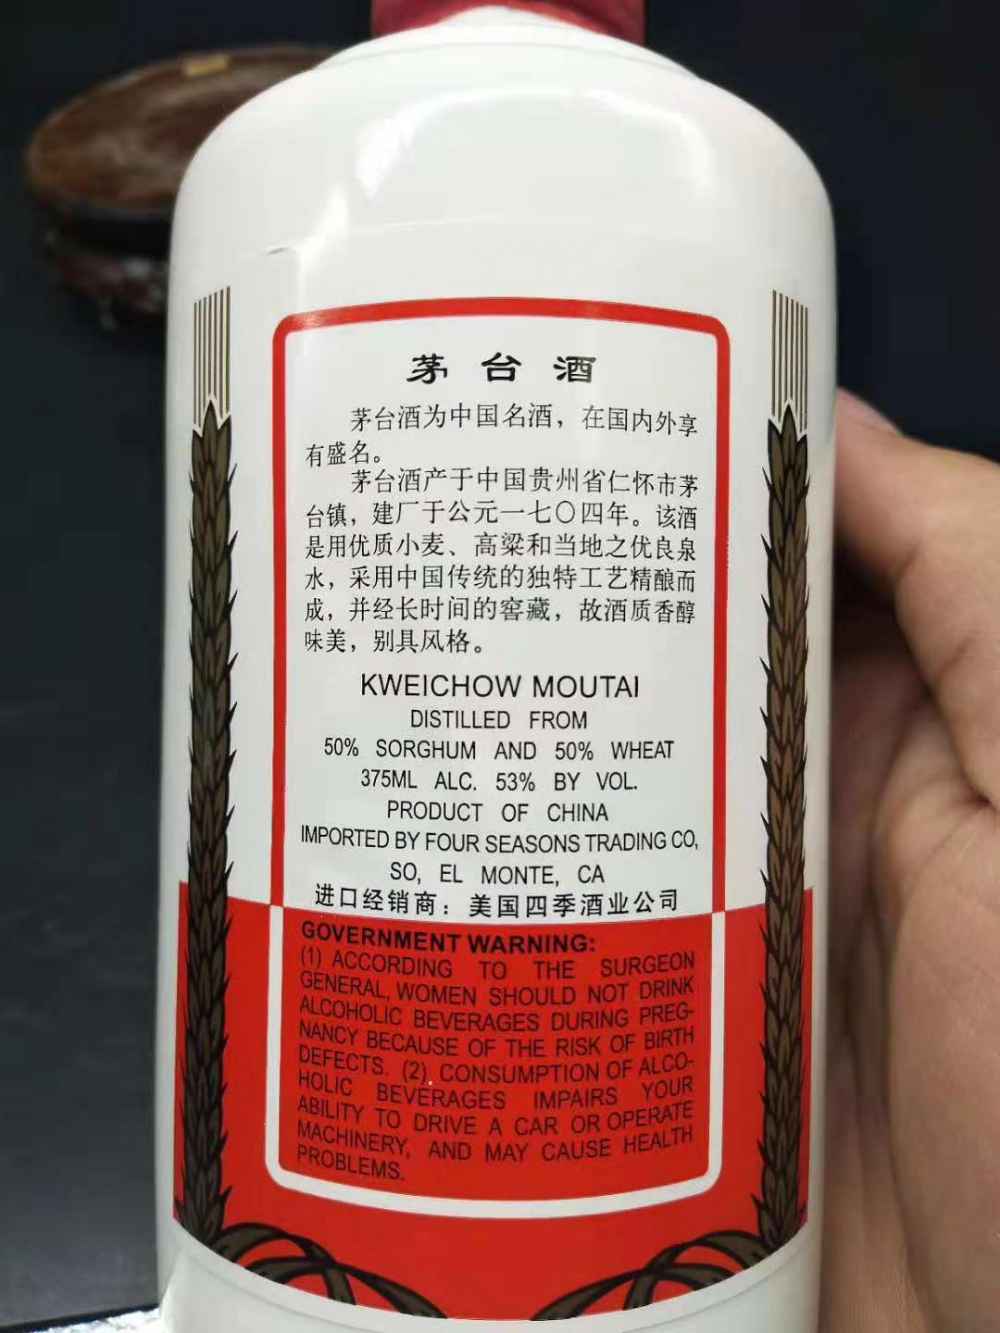 茅台酒
茅台酒为中国名酒，在国内外享
有盛名。
茅台酒产于中国贵州省仁怀市茅
台镇，建厂于公元一七〇四年。该酒
是用优质小麦、高粱和当地之优良泉
水，采用中国传统的独特工艺精酿而
成，并经长时间的窖藏，故酒质香醇
味美，别具风格。
KWEICHOW MOUTAI
DISTILLED FROM
50% SORGHUM AND 50% WHEAT
375ML ALC. 53% BY VOL.
PRODUCT OF CHINA
IMPORTED BY FOUR SEASONS TRADING CO,
SO, EL MONTE, CA
进口经销商：美国四季酒业公司
GOVERNMENT WARNING:
(1) ACCORDING TO THE SURGEON
GENERAL, WOMEN SHOULD NOT DRINK
ALCOHOLIC BEVERAGES DURING PREG-
NANCY BECAUSE OF THE RISK OF BIRTH
DEFECTS. (2). CONSUMPTION OF ALCO-
HOLIC BEVERAGES IMPAIRS YOUR
ABILITY TO DRIVE A CAR OR OPERATE
MACHINERY, AND MAY CAUSE HEALTH
PROBLEMS.